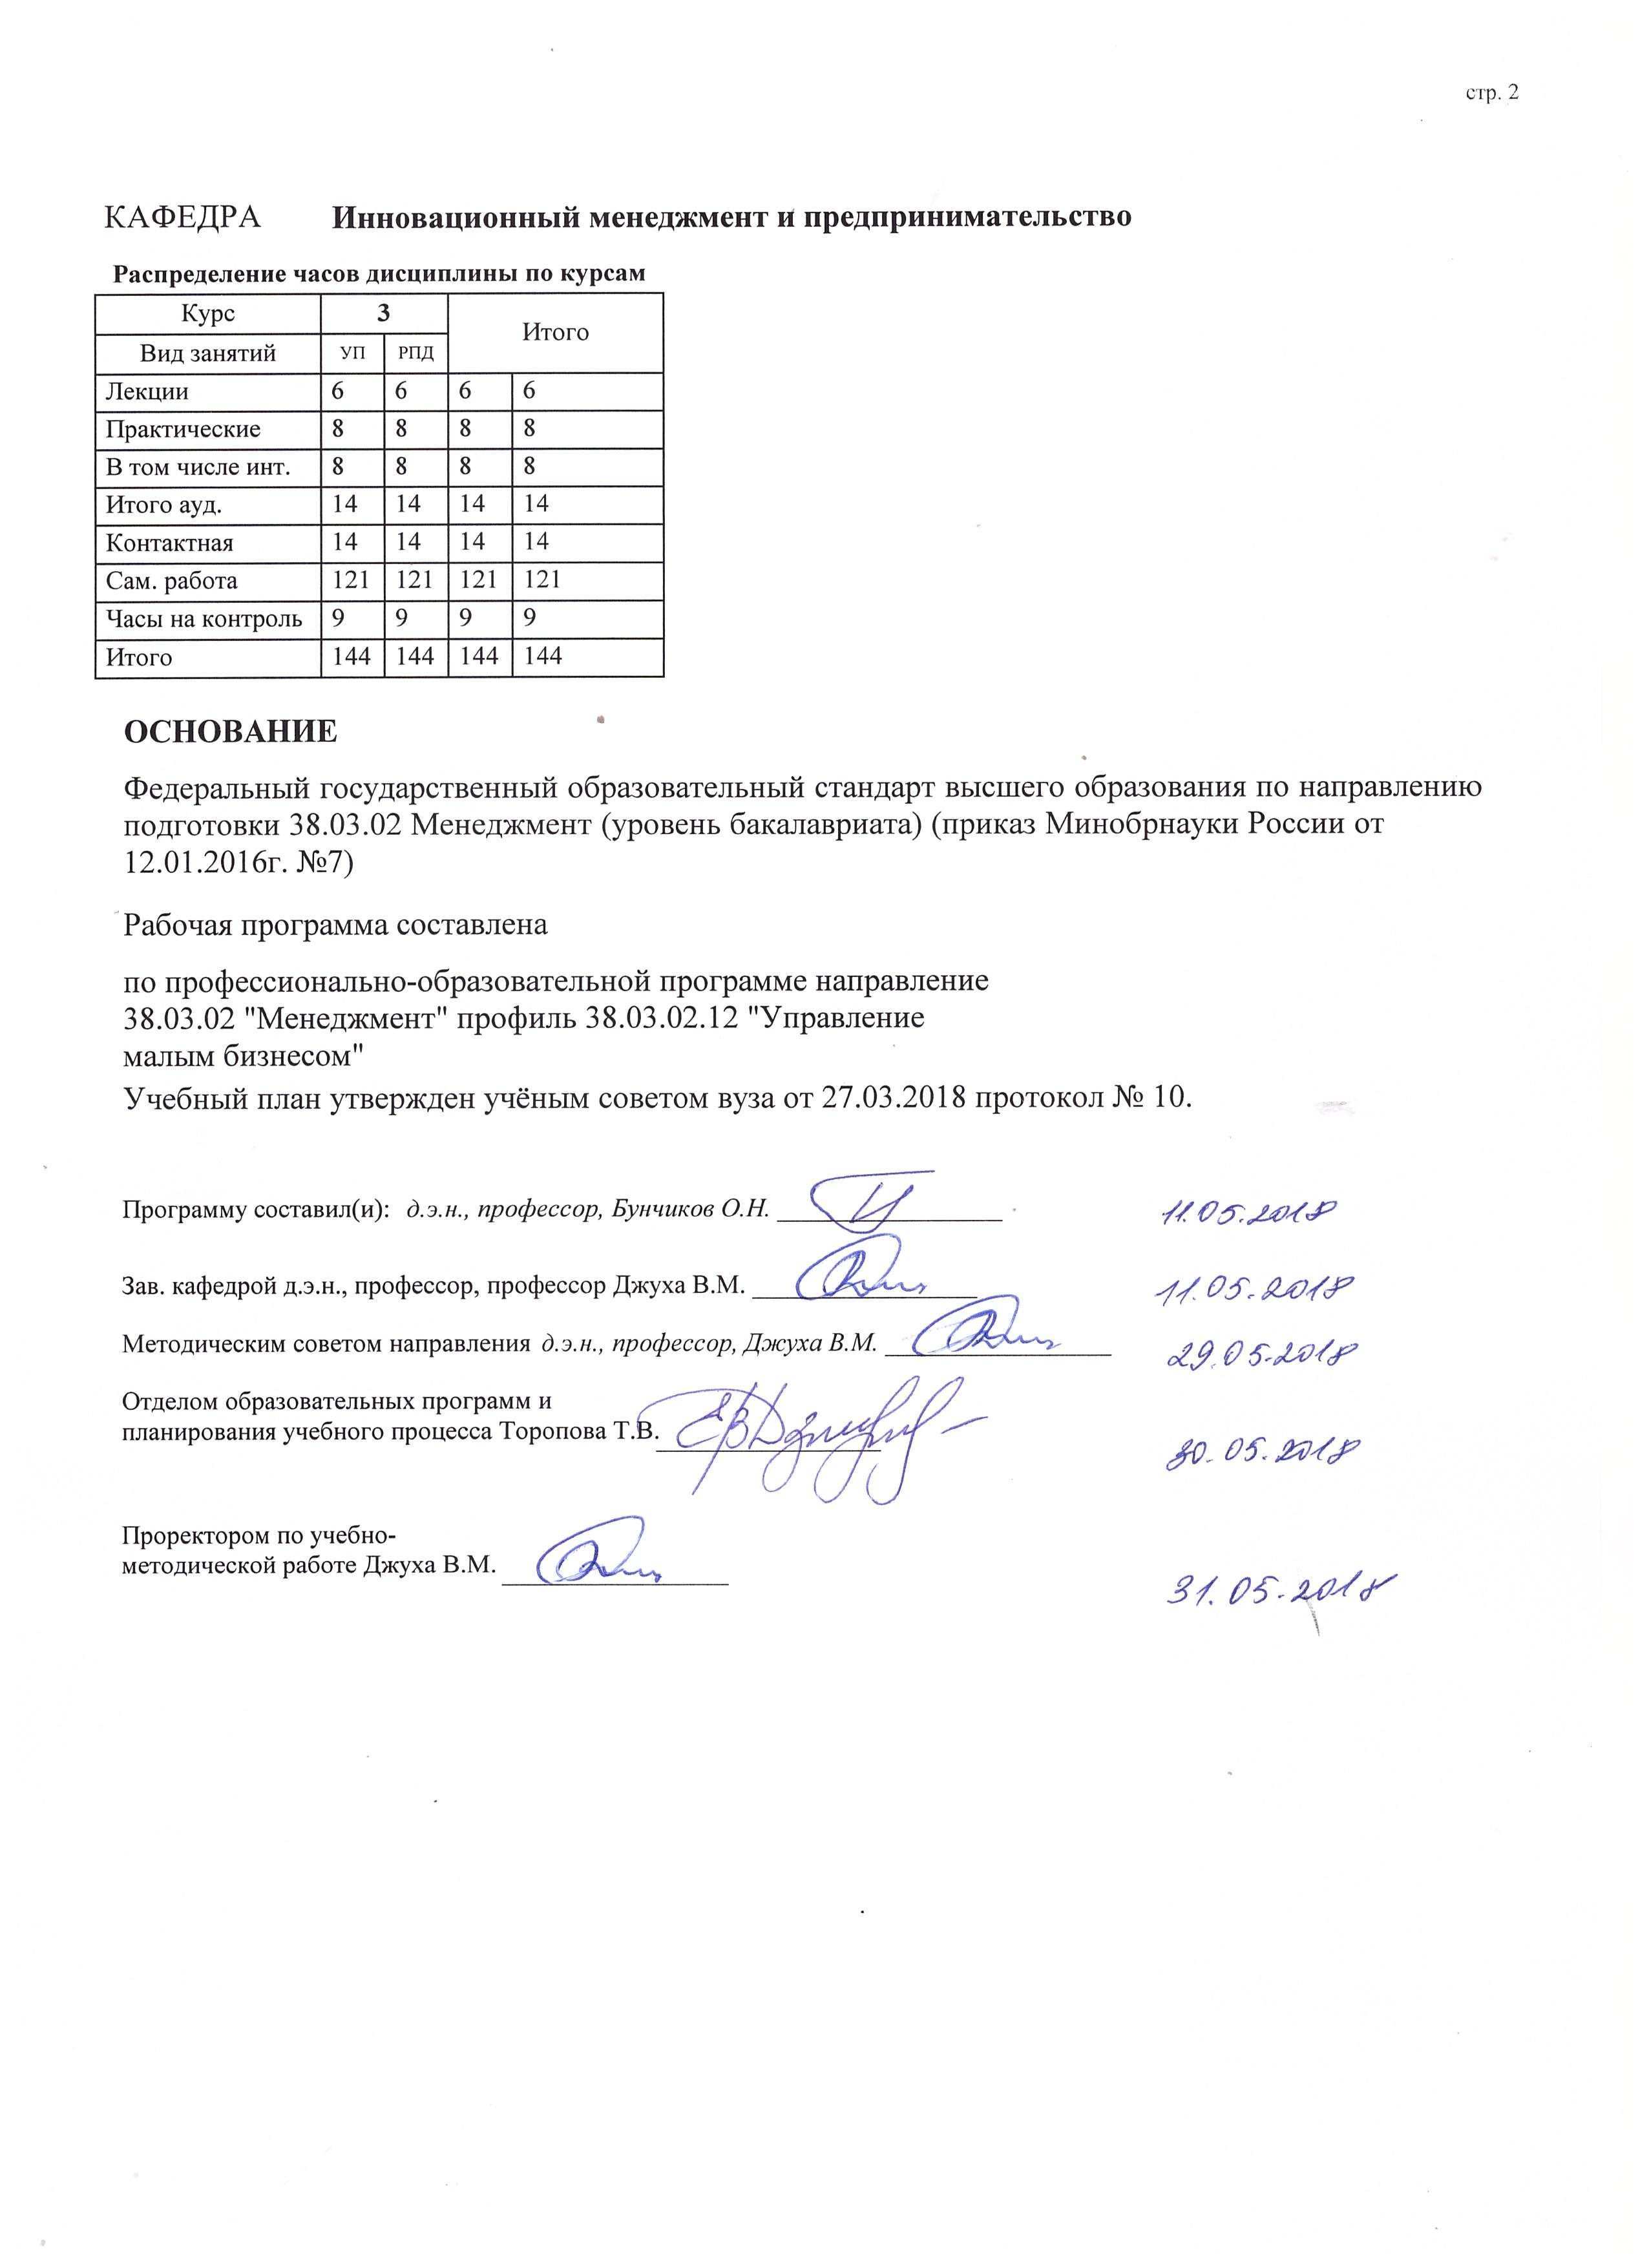 стр. 2
КАФЕДРА Инновационный менеджмент и предпринимательство
Распределение часов дисциплины по курсам
Курс 3 Итого
Вид занятий УП РПД
Лекции 6 6 6 6
Практические 8 8 8 8
В том числе инт. 8 8 8 8
Итого ауд. 14 14 14 14
Контактная 14 14 14 14
Сам. работа 121 121 121 121
Часы на контроль 9 9 9 9
Итого 144 144 144 144
ОСНОВАНИЕ
Федеральный государственный образовательный стандарт высшего образования по направлению
подготовки 38.03.02 Менеджмент (уровень бакалавриата) (приказ Минобрнауки России от
12.01.2016г. №7)
Рабочая программа составлена
по профессионально-образовательной программе направление
38.03.02 "Менеджмент" профиль 38.03.02.12 "Управление
малым бизнесом"
Учебный план утвержден учёным советом вуза от 27.03.2018 протокол № 10.
Программу составил(и): д.э.н., профессор, Бунчиков О.Н. 11.05.2018
Зав. кафедрой д.э.н., профессор, профессор Джуха В.М. 11.05.2018
Методическим советом направления д.э.н., профессор, Джуха В.М. 29.05.2018
Отделом образовательных программ и
планирования учебного процесса Торопова Т.В. 30.05.2018
Проректором по учебно-
методической работе Джуха В.М. 31.05.2018